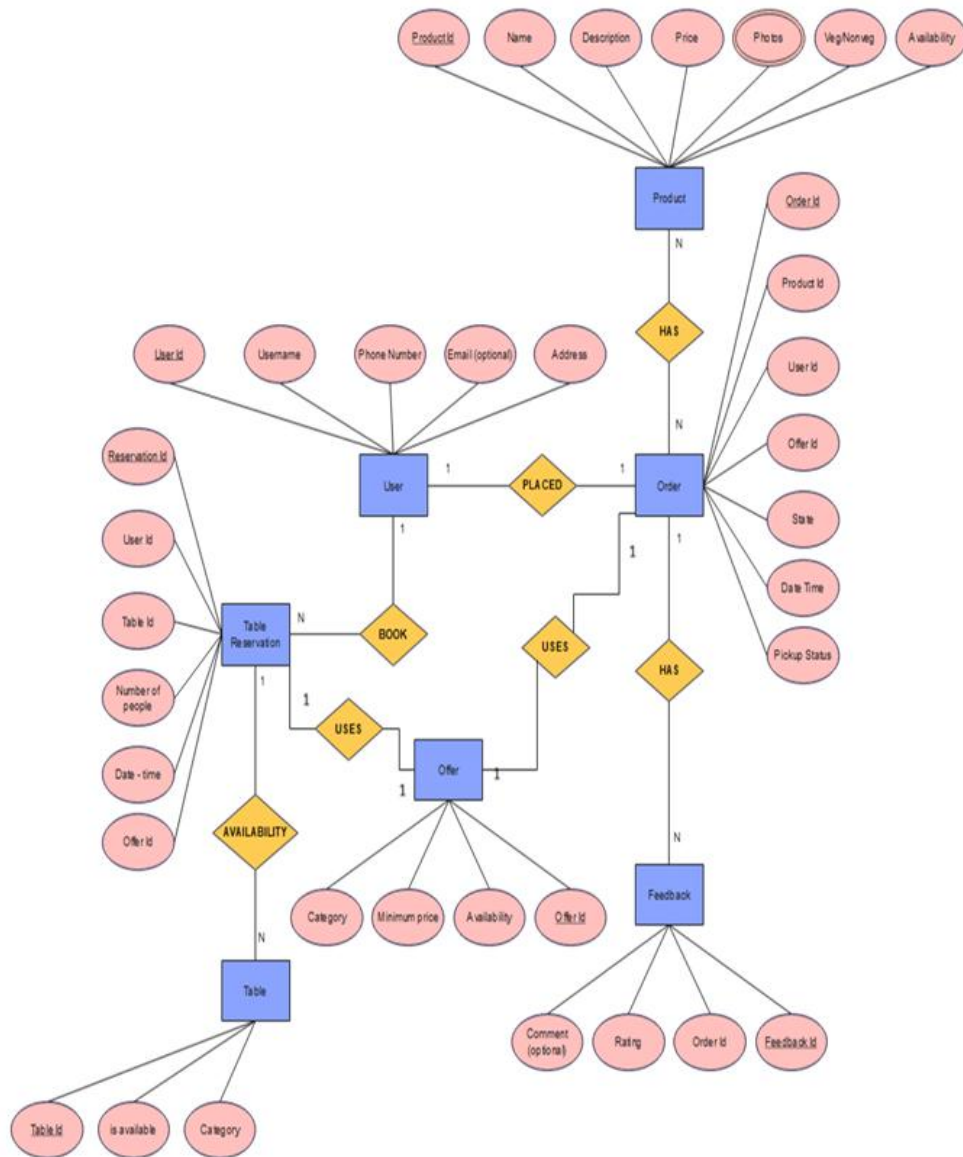 Product Id
Name
Description
Price
Photos
Veg/Nonveg
Availability
Product
Order Id
N
Product Id
HAS
User Id
Username
Phone Number
Email (optional)
Address
User Id
N
Offer Id
Reservation Id
User
1
PLACED
1
Order
State
User Id
1
1
1
Date Time
Table Id
Table
Reservation
N
BOOK
USES
HAS
Pickup Status
1
Number of
people
1
USES
Date - time
Offer
1
1
AVAILABILITY
Offer Id
N
Feedback
Category
Minimum price
Availability
Offer Id
N
Table
Comment
(optional)
Rating
Order Id
Feedback Id
Table Id
is available
Category